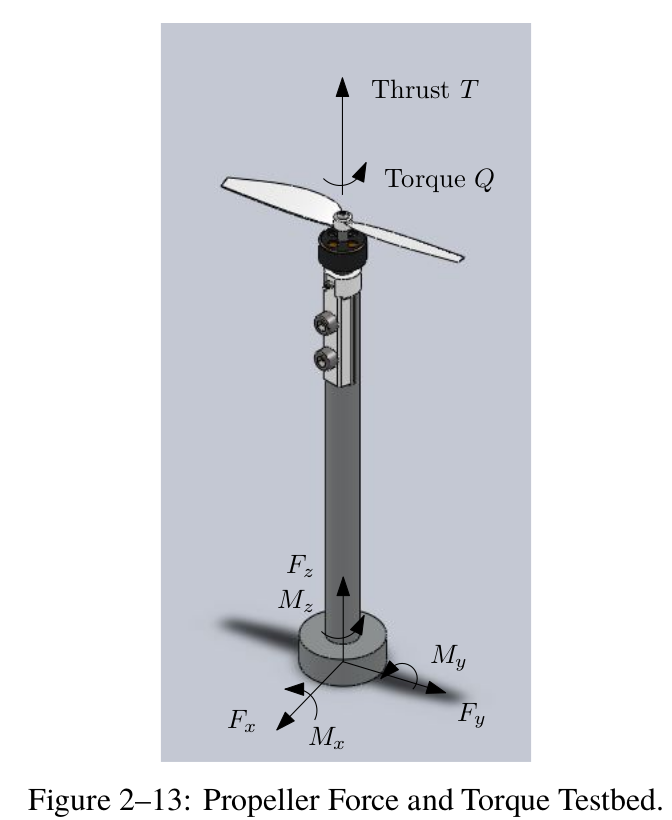 Thrust T
Torque Q
F_z
M_z
M_y
F_x
F_y
M_x
Figure 2–13: Propeller Force and Torque Testbed.